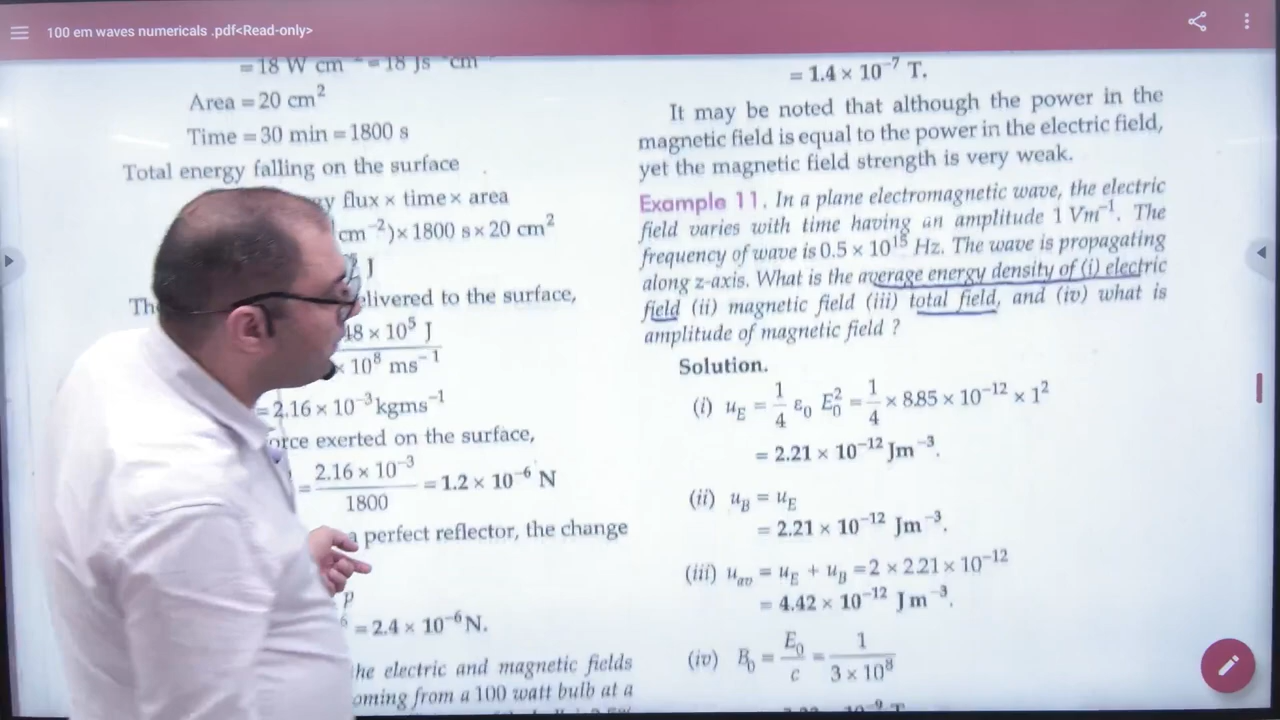 100 em waves numericals .pdf<Read-only>
= 18 W cm⁻² = 18 Js cm
Area = 20 cm²
Time = 30 min = 1800 s
Total energy falling on the surface
flux × time × area
cm⁻²) × 1800 s × 20 cm²
J
delivered to the surface,
48 × 10⁵ J
× 10⁸ ms⁻¹
= 2.16 × 10⁻³ kgms⁻¹
force exerted on the surface,
= 2.16 × 10⁻³ / 1800 = 1.2 × 10⁻⁶ N
a perfect reflector, the change
p
= 2.4 × 10⁻⁶ N.
the electric and magnetic fields
coming from a 100 watt bulb at a
= 1.4 × 10⁻⁷ T.
It may be noted that although the power in the
magnetic field is equal to the power in the electric field,
yet the magnetic field strength is very weak.
Example 11. In a plane electromagnetic wave, the electric
field varies with time having an amplitude 1 Vm⁻¹. The
frequency of wave is 0.5 × 10¹⁵ Hz. The wave is propagating
along z-axis. What is the average energy density of (i) electric
field (ii) magnetic field (iii) total field, and (iv) what is
amplitude of magnetic field ?
Solution.
(i) u_E = 1/4 ε₀ E₀² = 1/4 × 8.85 × 10⁻¹² × 1²
= 2.21 × 10⁻¹² Jm⁻³.
(ii) u_B = u_E
= 2.21 × 10⁻¹² Jm⁻³.
(iii) u_av = u_E + u_B = 2 × 2.21 × 10⁻¹²
= 4.42 × 10⁻¹² Jm⁻³.
(iv) B₀ = E₀/c = 1 / 3 × 10⁸